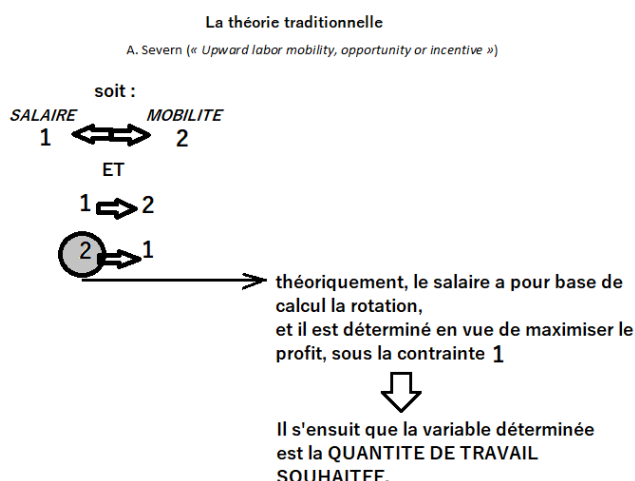 La théorie traditionnelle
A. Severn (« Upward labor mobility, opportunity or incentive »)
soit :
SALAIRE MOBILITE
1 2
ET
1 2
2 1
théoriquement, le salaire a pour base de
calcul la rotation,
et il est déterminé en vue de maximiser le
profit, sous la contrainte 1
Il s'ensuit que la variable déterminée
est la QUANTITE DE TRAVAIL
SOUHAITEE.